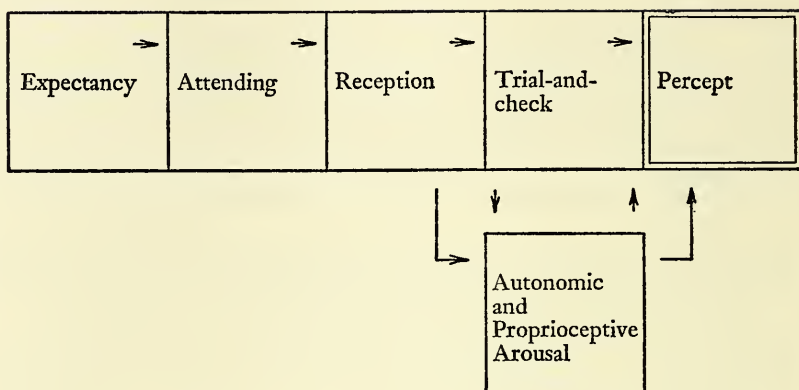 Expectancy
Attending
Reception
Trial-and-
check
Percept
Autonomic
and
Proprioceptive
Arousal